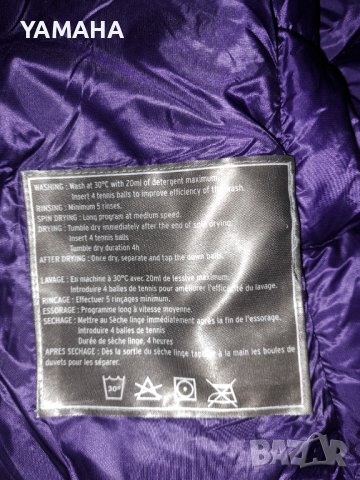 YAMAHA
WASHING : Wash at 30°C with 20ml of detergent maximum.
Insert 4 tennis balls to improve efficiency of the wash.
RINSING : Minimum 5 rinses.
SPIN DRYING : Long program at medium speed.
DRYING : Tumble dry immediately after the end of spin drying.
Insert 4 tennis balls
Tumble dry duration 4h
AFTER DRYING : Once dry, separate and tap the down balls.
LAVAGE : En machine à 30°C avec 20ml de lessive maximum.
Introduire 4 balles de tennis pour améliorer l'efficacité du lavage.
RINCAGE : Effectuer 5 rinçages minimum.
ESSORAGE : Programme long à vitesse moyenne.
SECHAGE : Mettre au Sèche linge immédiatement après la fin de l'essorage.
Introduire 4 balles de tennis
Durée de sèche linge, 4 heures
APRES SECHAGE : Dès la sortie du sèche linge tapoter à la main les boules de
duvets pour les séparer.
30°
BAZAR